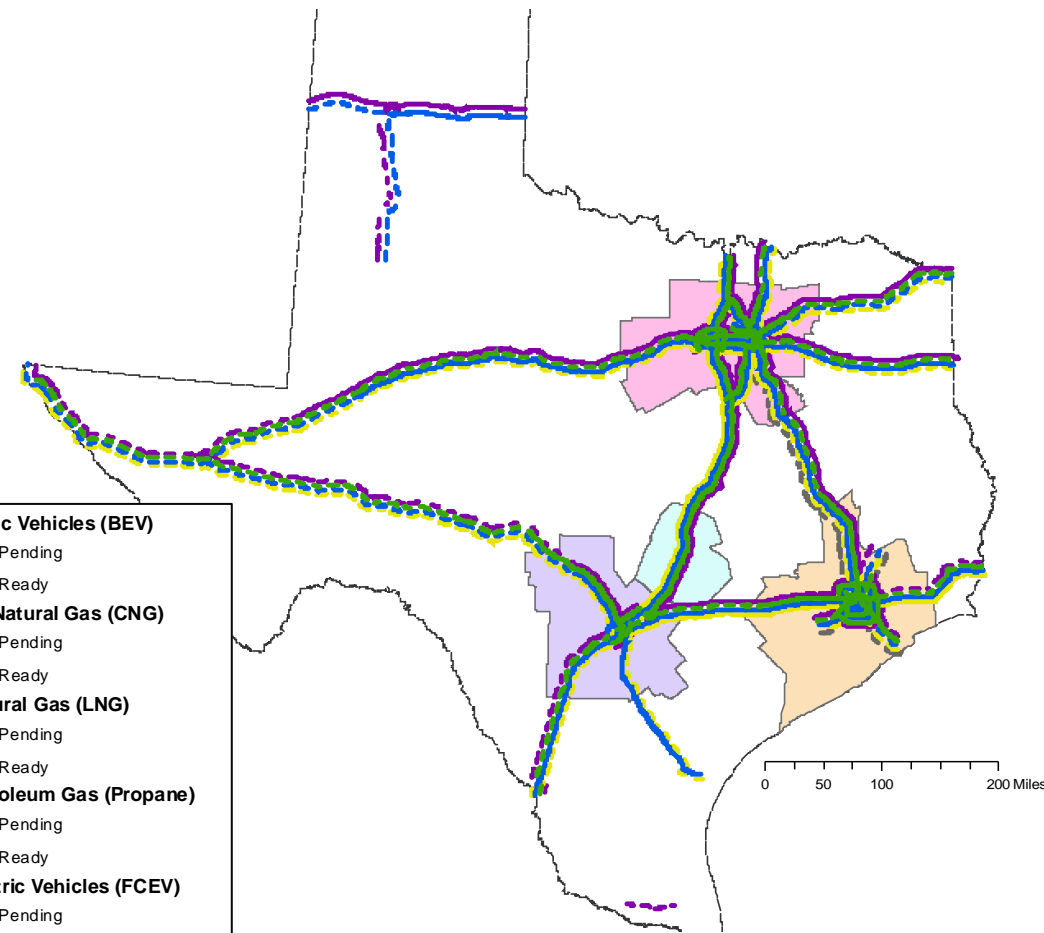 c Vehicles (BEV)
Pending
Ready
Natural Gas (CNG)
Pending
Ready
ural Gas (LNG)
Pending
Ready
oleum Gas (Propane)
Pending
Ready
tric Vehicles (FCEV)
Pending
0 50 100 200 Miles